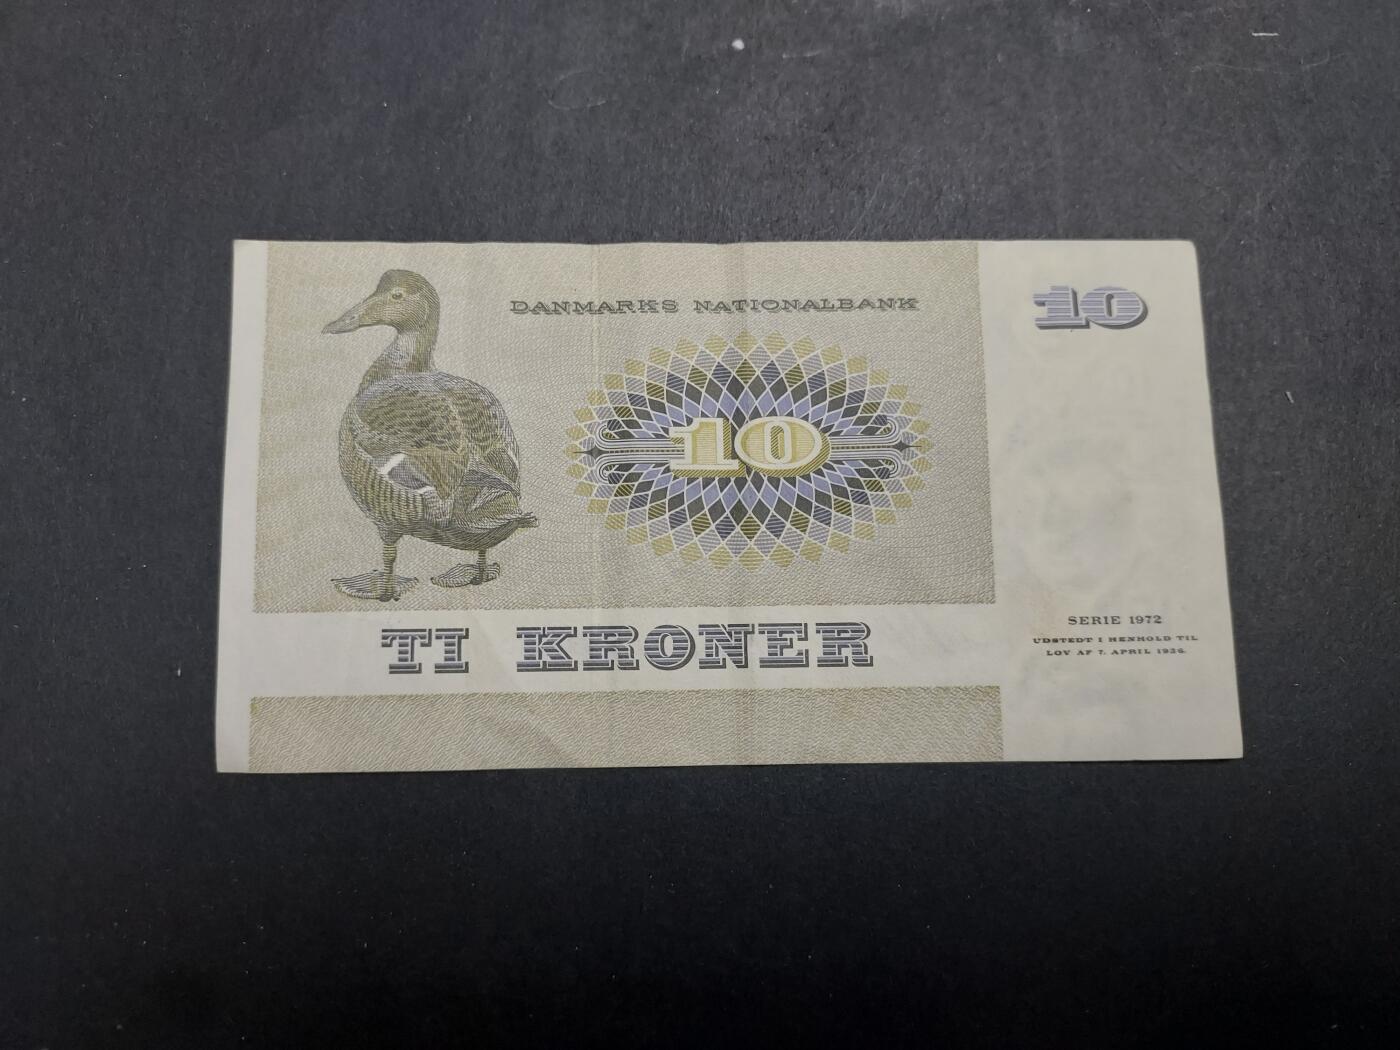 DANMARKS NATIONALBANK
10
10
TI KRONER
SERIE 1972
UDSTEDT I HENHOLD TIL
LOV AF 7. APRIL 1936.